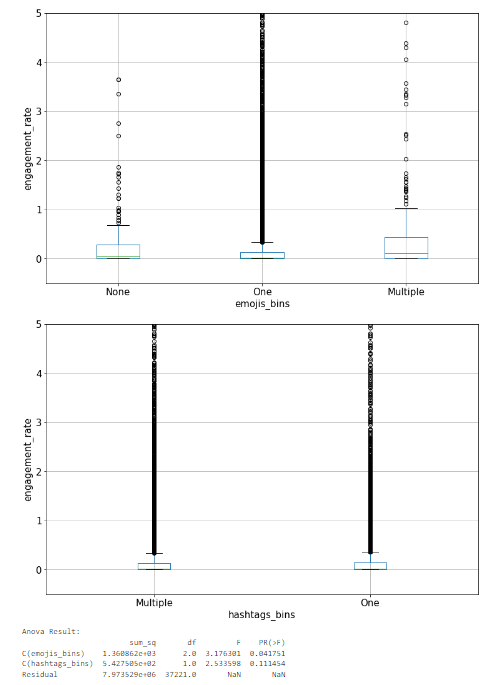 5
4
3
2
1
0
engagement_rate
None One Multiple
emojis_bins
5
4
3
2
1
0
engagement_rate
Multiple One
hashtags_bins
Anova Result:
sum_sq df F PR(>F)
C(emojis_bins) 1.360862e+03 2.0 3.176301 0.041751
C(hashtags_bins) 5.427505e+02 1.0 2.533598 0.111454
Residual 7.973529e+06 37221.0 NaN NaN